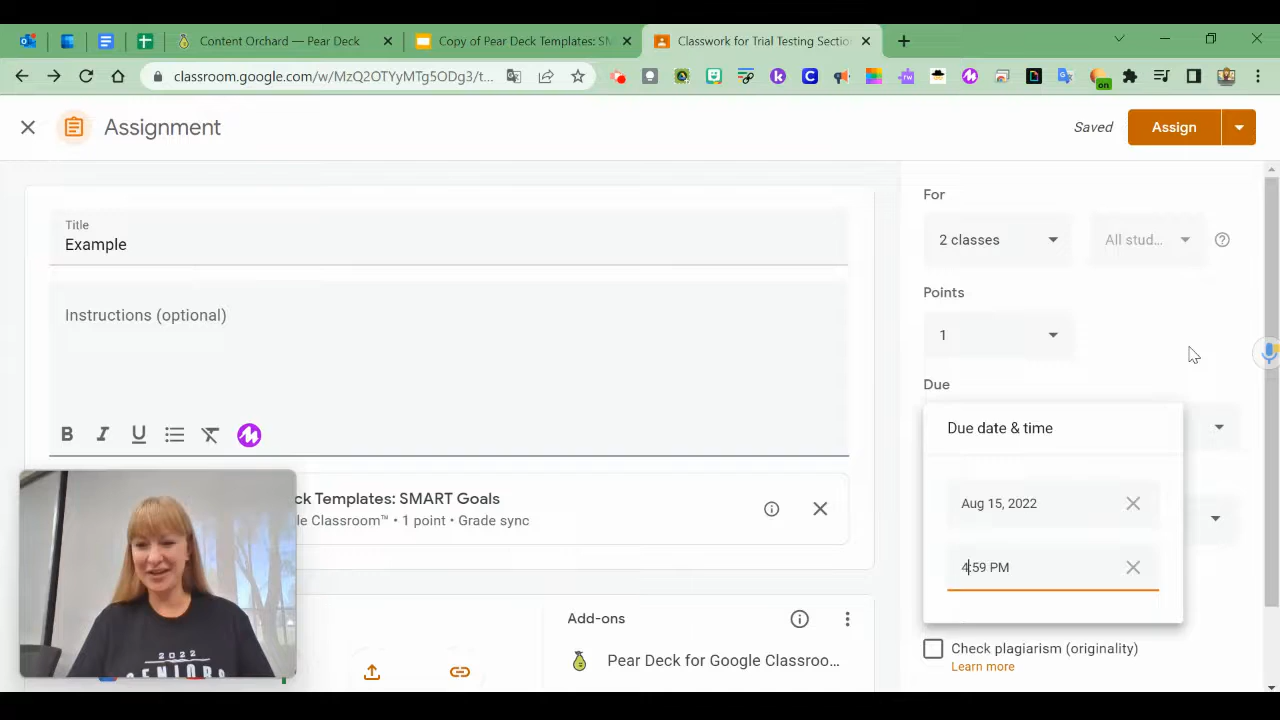 Content Orchard — Pear Deck
Copy of Pear Deck Templates: SM
Classwork for Trial Testing Sectio
classroom.google.com/w/MzQ2OTYyMTg5ODg3/t...
on
Assignment
Saved
Assign
Title
Example
Instructions (optional)
B I U
ck Templates: SMART Goals
le Classroom™ • 1 point • Grade sync
Add-ons
Pear Deck for Google Classroo...
For
2 classes
All stud...
Points
1
Due
Due date & time
Aug 15, 2022
4:59 PM
Check plagiarism (originality)
Learn more
2022
SENIORS